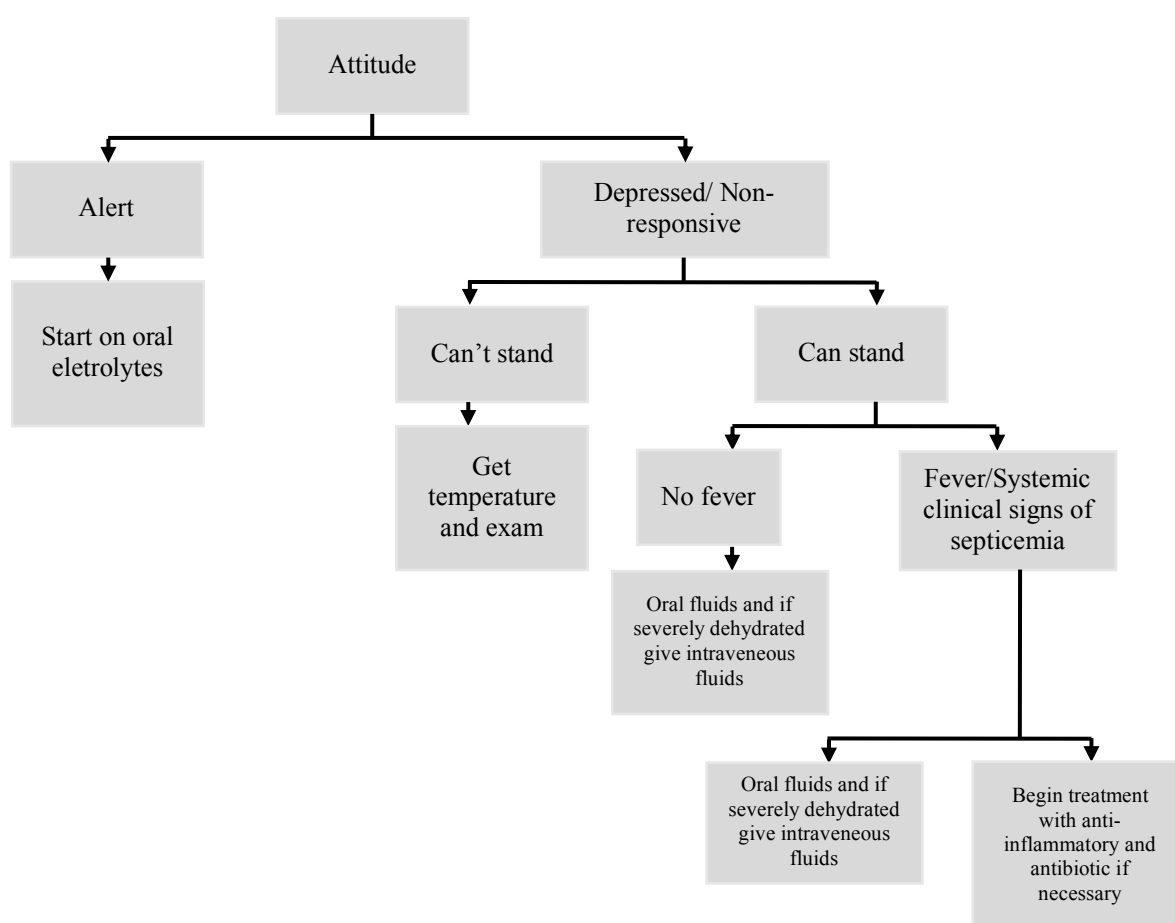 Attitude
Alert
Depressed/ Non-
responsive
Start on oral
eletrolytes
Can’t stand
Can stand
Get
temperature
and exam
No fever
Fever/Systemic
clinical signs of
septicemia
Oral fluids and if
severely dehydrated
give intraveneous
fluids
Oral fluids and if
severely dehydrated
give intraveneous
fluids
Begin treatment
with anti-
inflammatory and
antibiotic if
necessary